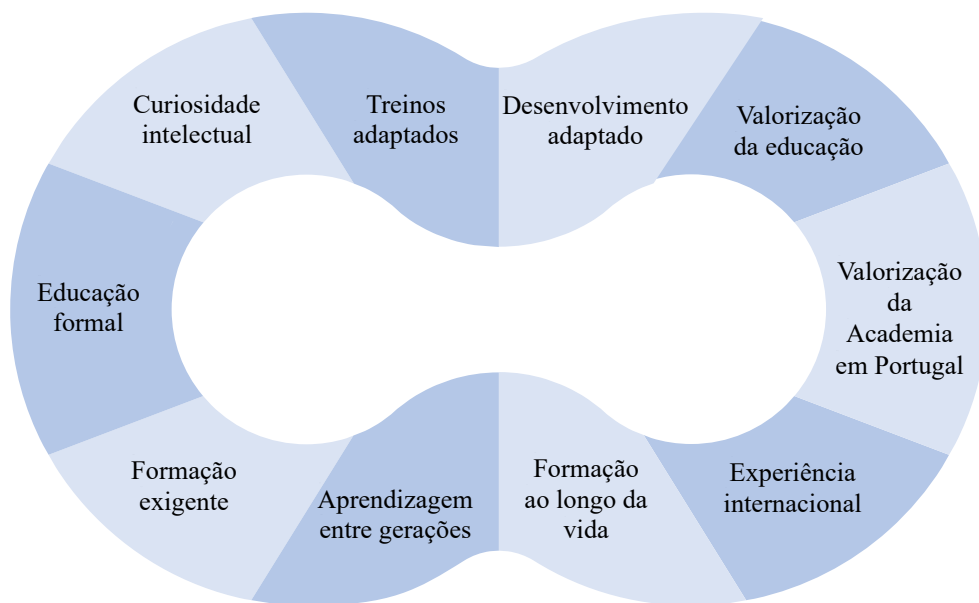 Curiosidade
intelectual
Treinos
adaptados
Desenvolvimento
adaptado
Valorização
da educação
Educação
formal
Valorização
da
Academia
em Portugal
Formação
exigente
Aprendizagem
entre gerações
Formação
ao longo da
vida
Experiência
internacional